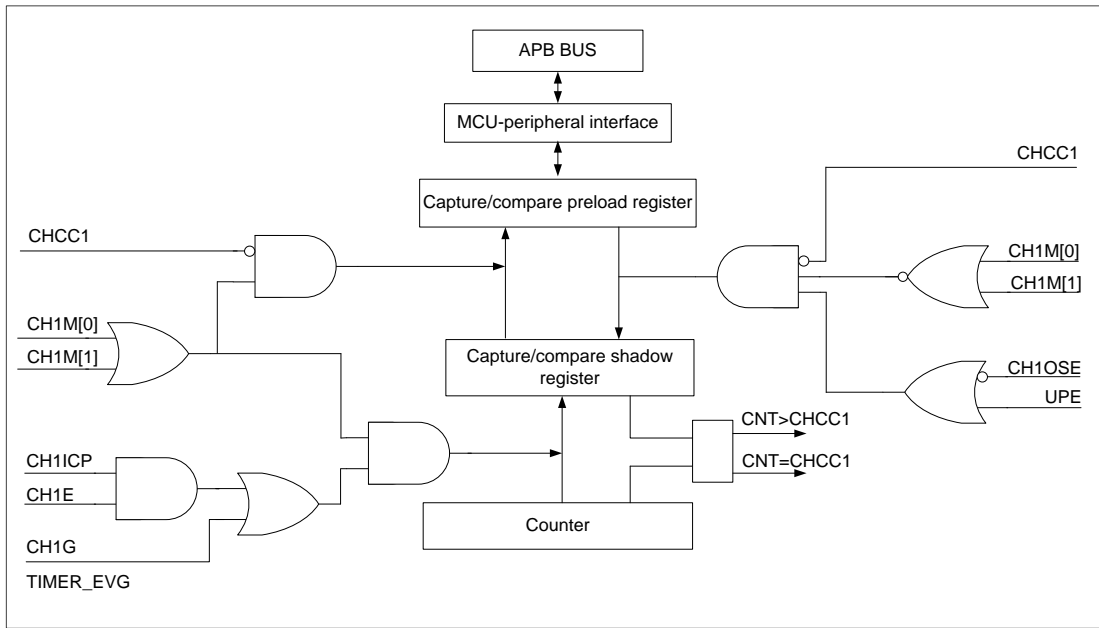 APB BUS
MCU-peripheral interface
Capture/compare preload register
CHCC1
CHCC1
CH1M[0]
CH1M[1]
CH1M[0]
CH1M[1]
Capture/compare shadow
register
CH1OSE
UPE
CNT>CHCC1
CNT=CHCC1
CH1ICP
CH1E
Counter
CH1G
TIMER_EVG